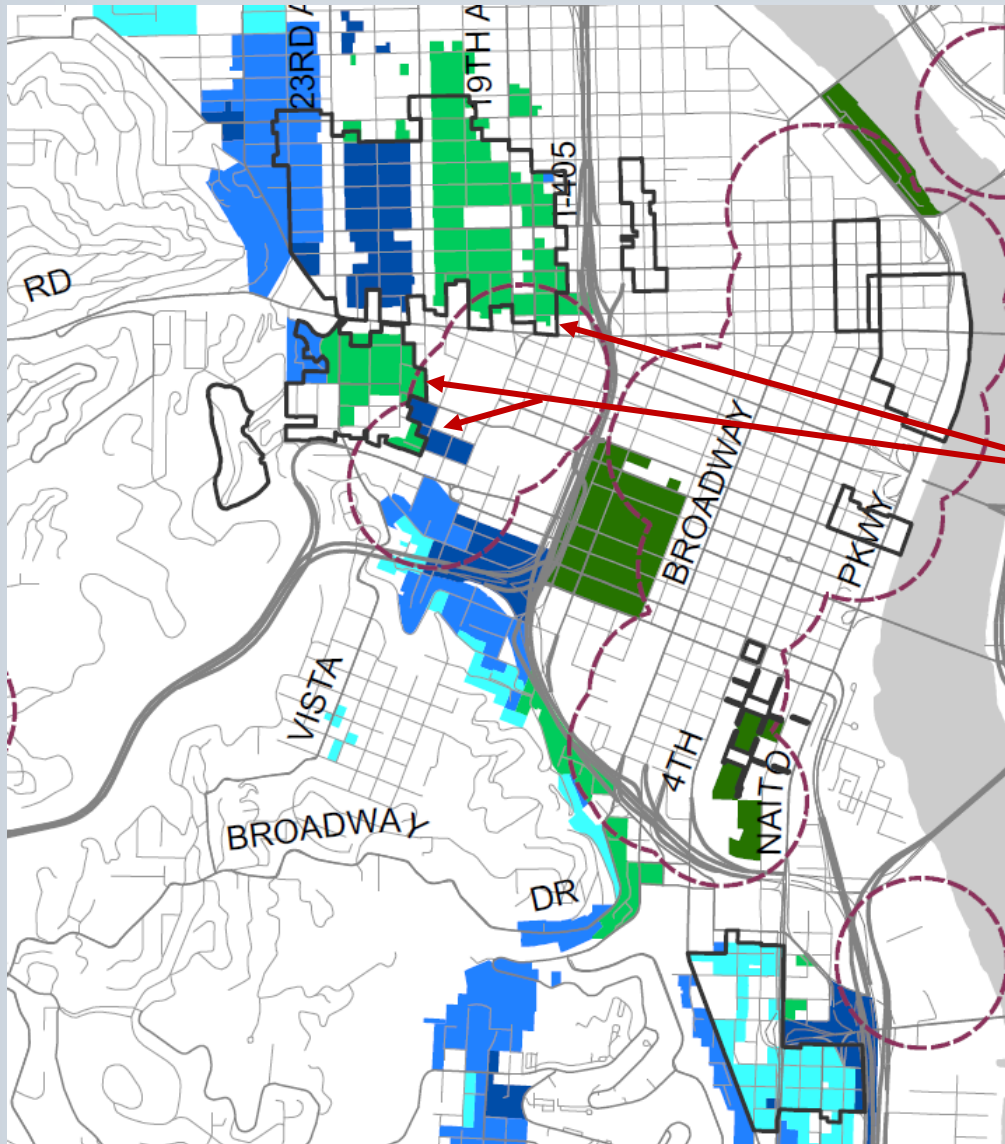 23RD A
19TH A
I-405
RD
BROADWAY
PKWY
VISTA
4TH
NAITO
BROADWAY
DR